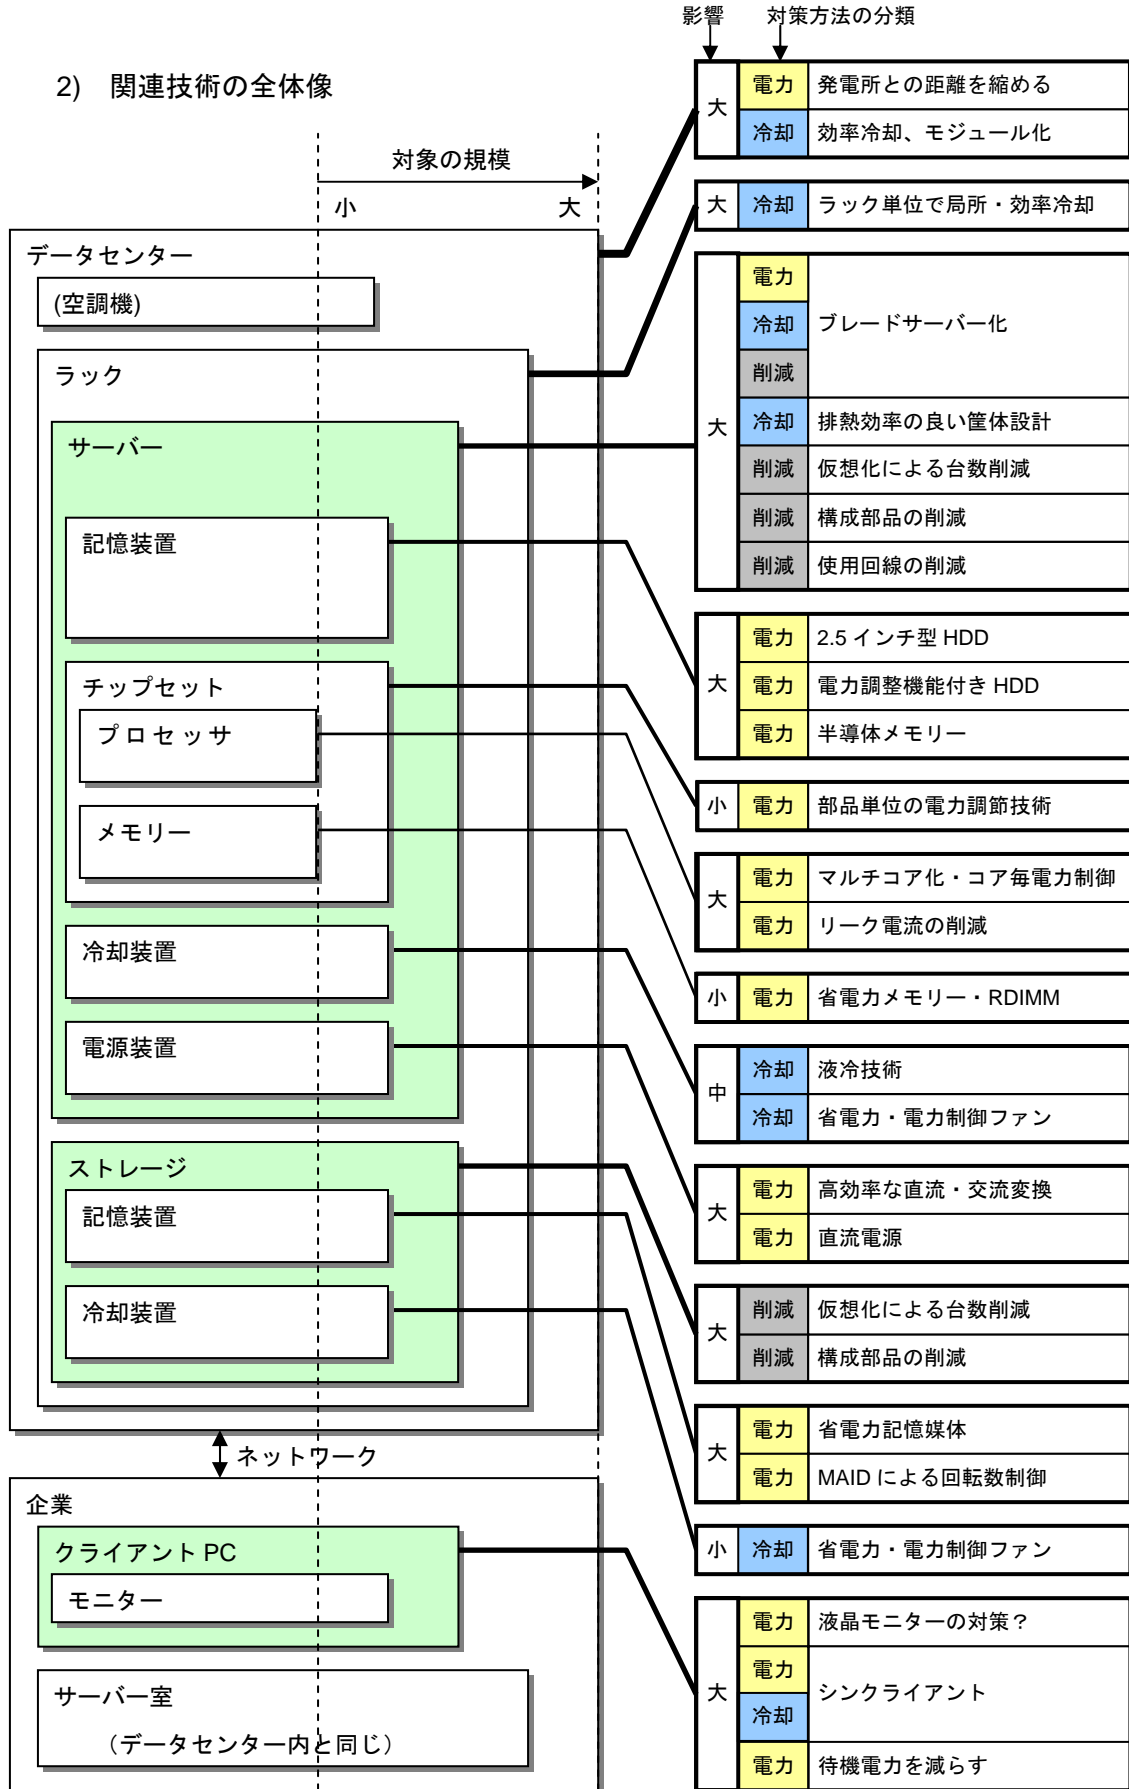 影響 対策方法の分類
2) 関連技術の全体像
対象の規模
小 大
データセンター
(空調機)
ラック
サーバー
記憶装置
チップセット
プロセッサ
メモリー
冷却装置
電源装置
ストレージ
記憶装置
冷却装置
ネットワーク
企業
クライアント PC
モニター
サーバー室
（データセンター内と同じ）
大
電力 発電所との距離を縮める
冷却 効率冷却、モジュール化
大 冷却 ラック単位で局所・効率冷却
大
電力
冷却 ブレードサーバー化
削減
冷却 排熱効率の良い筐体設計
削減 仮想化による台数削減
削減 構成部品の削減
削減 使用回線の削減
大
電力 2.5 インチ型 HDD
電力 電力調整機能付き HDD
電力 半導体メモリー
小 電力 部品単位の電力調節技術
大
電力 マルチコア化・コア毎電力制御
電力 リーク電流の削減
小 電力 省電力メモリー・RDIMM
中
冷却 液冷技術
冷却 省電力・電力制御ファン
大
電力 高効率な直流・交流変換
電力 直流電源
大
削減 仮想化による台数削減
削減 構成部品の削減
大
電力 省電力記憶媒体
電力 MAID による回転数制御
小 冷却 省電力・電力制御ファン
大
電力 液晶モニターの対策？
電力
シンクライアント
冷却
電力 待機電力を減らす